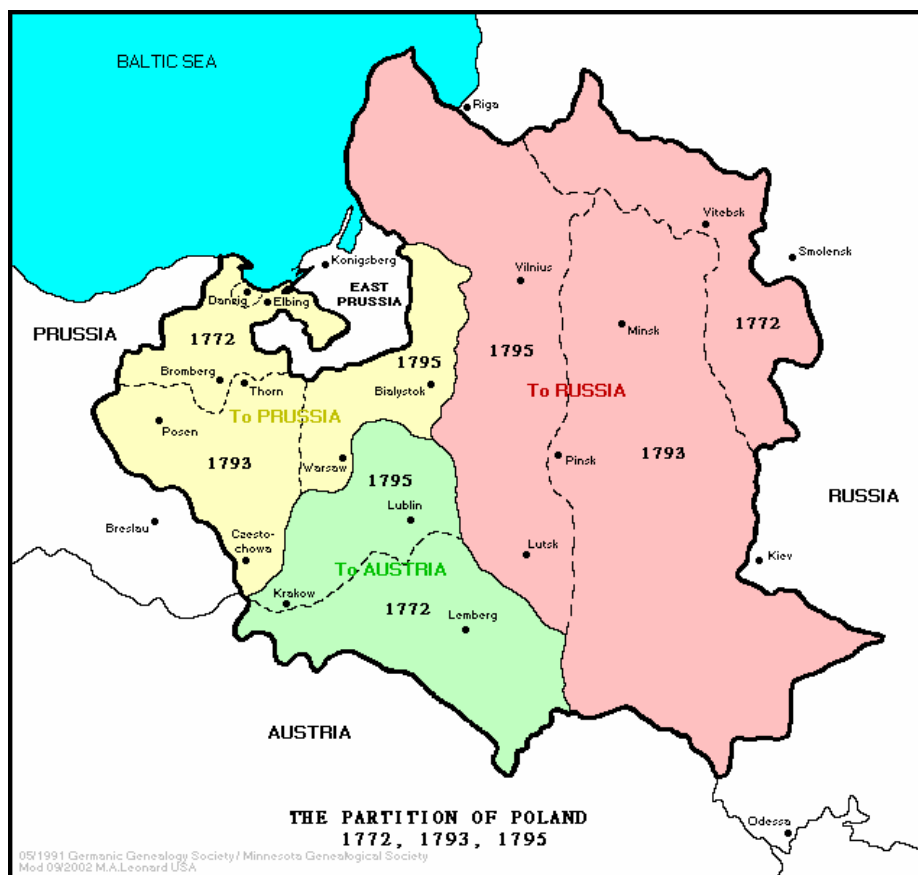 BALTIC SEA
Riga
Vitebsk
Smolensk
Konigsberg
Vilnius
EAST
PRUSSIA
Danzig
Elbing
PRUSSIA
1772
Minsk
1772
1795
1795
Bromberg
Thorn
Bialystok
To RUSSIA
To PRUSSIA
Posen
1793
Warsaw
Pinsk
1793
1795
RUSSIA
Lublin
Breslau
Czesto-
chowa
Lutsk
Kiev
To AUSTRIA
Krakow
1772
Lemberg
AUSTRIA
THE PARTITION OF POLAND
1772, 1793, 1795
Odessa
05/1991 Germanic Genealogy Society / Minnesota Genealogical Society
Mod 09/2002 M.A.Leonard USA